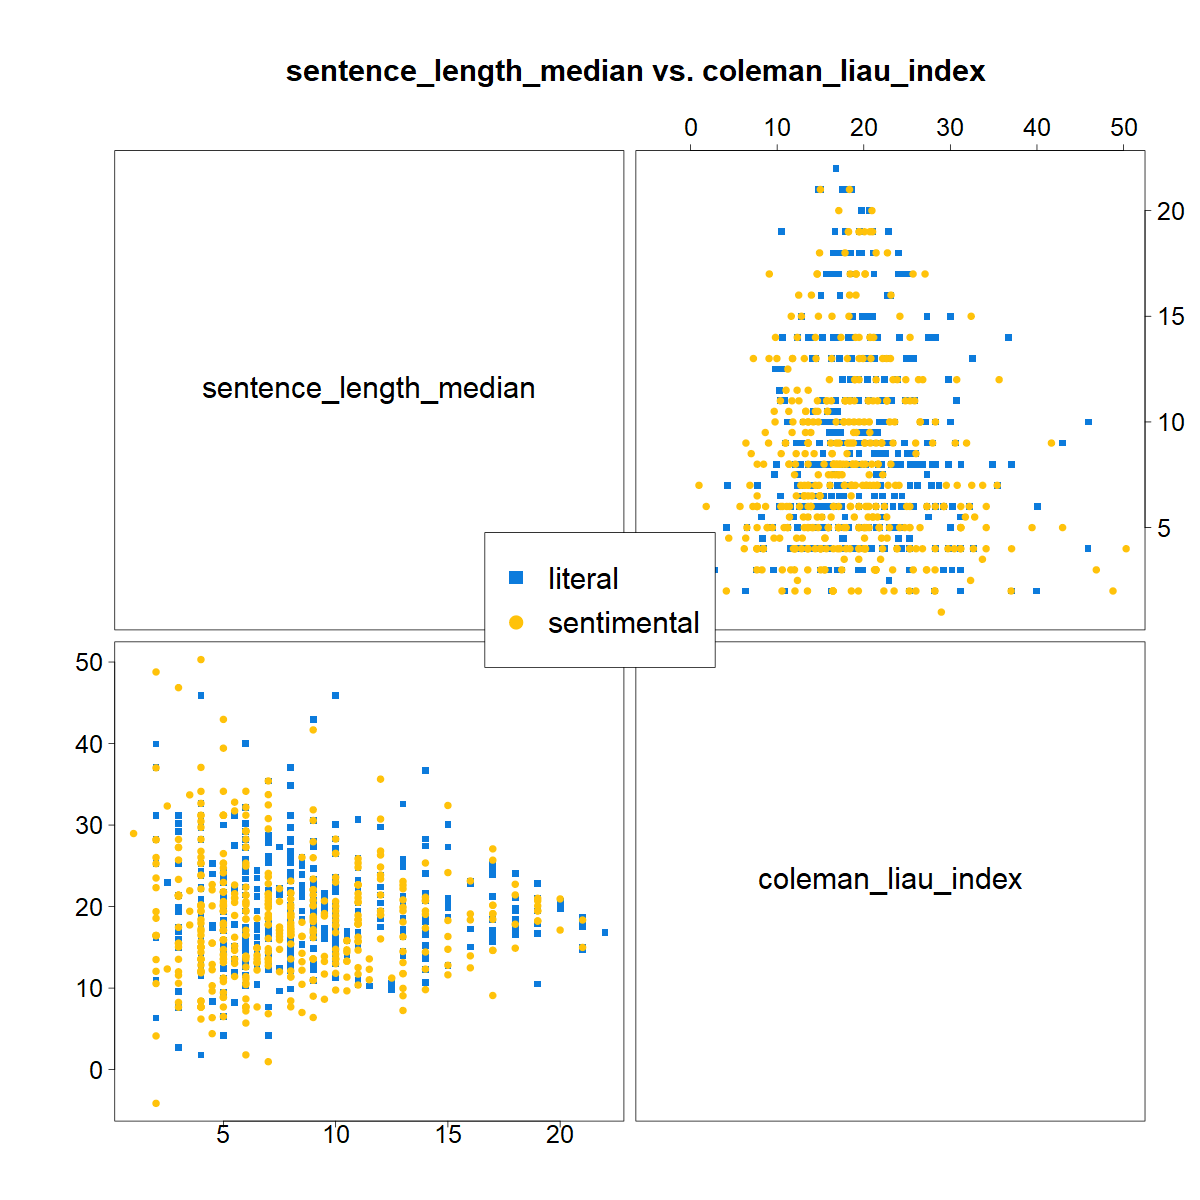 sentence_length_median vs. coleman_liau_index
0 10 20 30 40 50
sentence_length_median
20
15
10
5
literal
sentimental
50
40
30
20
10
0
coleman_liau_index
5 10 15 20